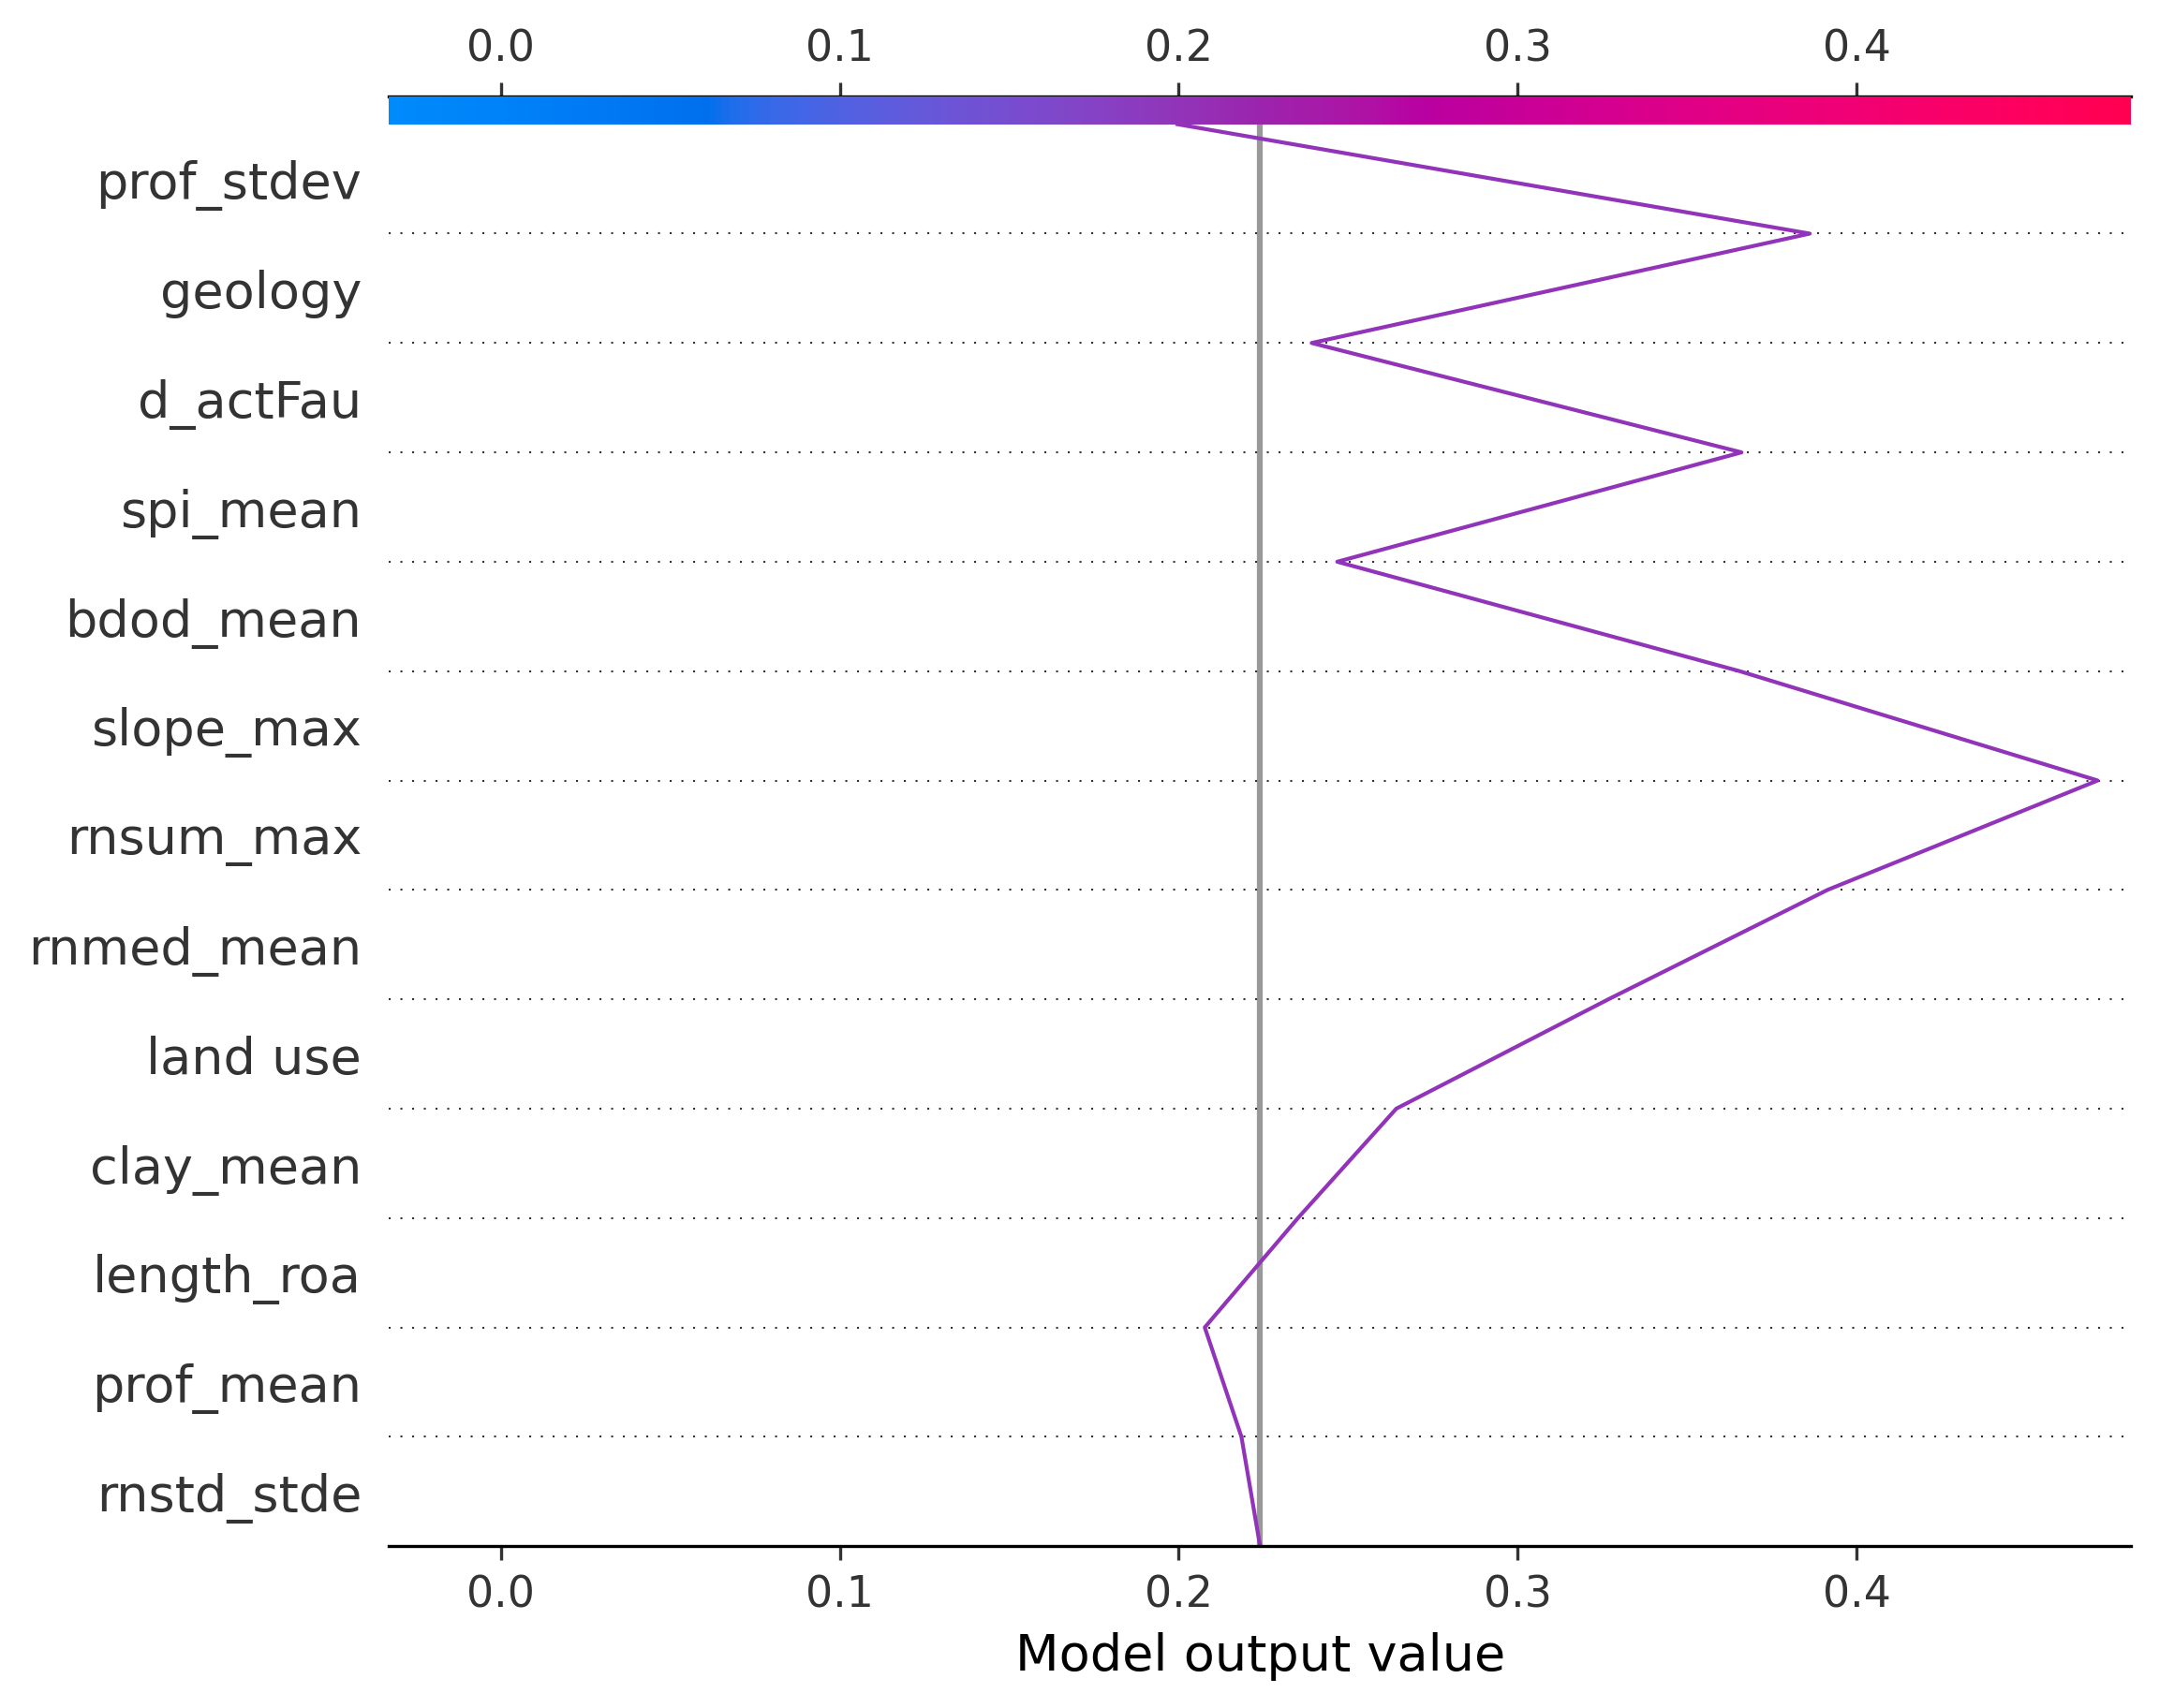 0.0 0.1 0.2 0.3 0.4
prof_stdev
geology
d_actFau
spi_mean
bdod_mean
slope_max
rnsum_max
rnmed_mean
land use
clay_mean
length_roa
prof_mean
rnstd_stde
0.0 0.1 0.2 0.3 0.4
Model output value